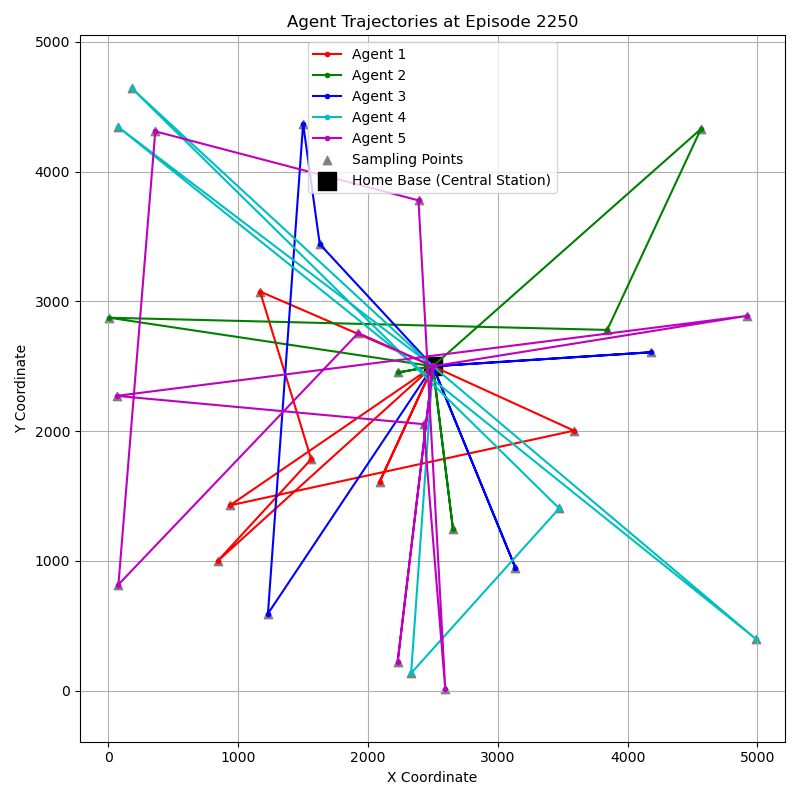 Agent Trajectories at Episode 2250
Agent 1
Agent 2
Agent 3
Agent 4
Agent 5
Sampling Points
Home Base (Central Station)
Y Coordinate
5000
4000
3000
2000
1000
0
0 1000 2000 3000 4000 5000
X Coordinate